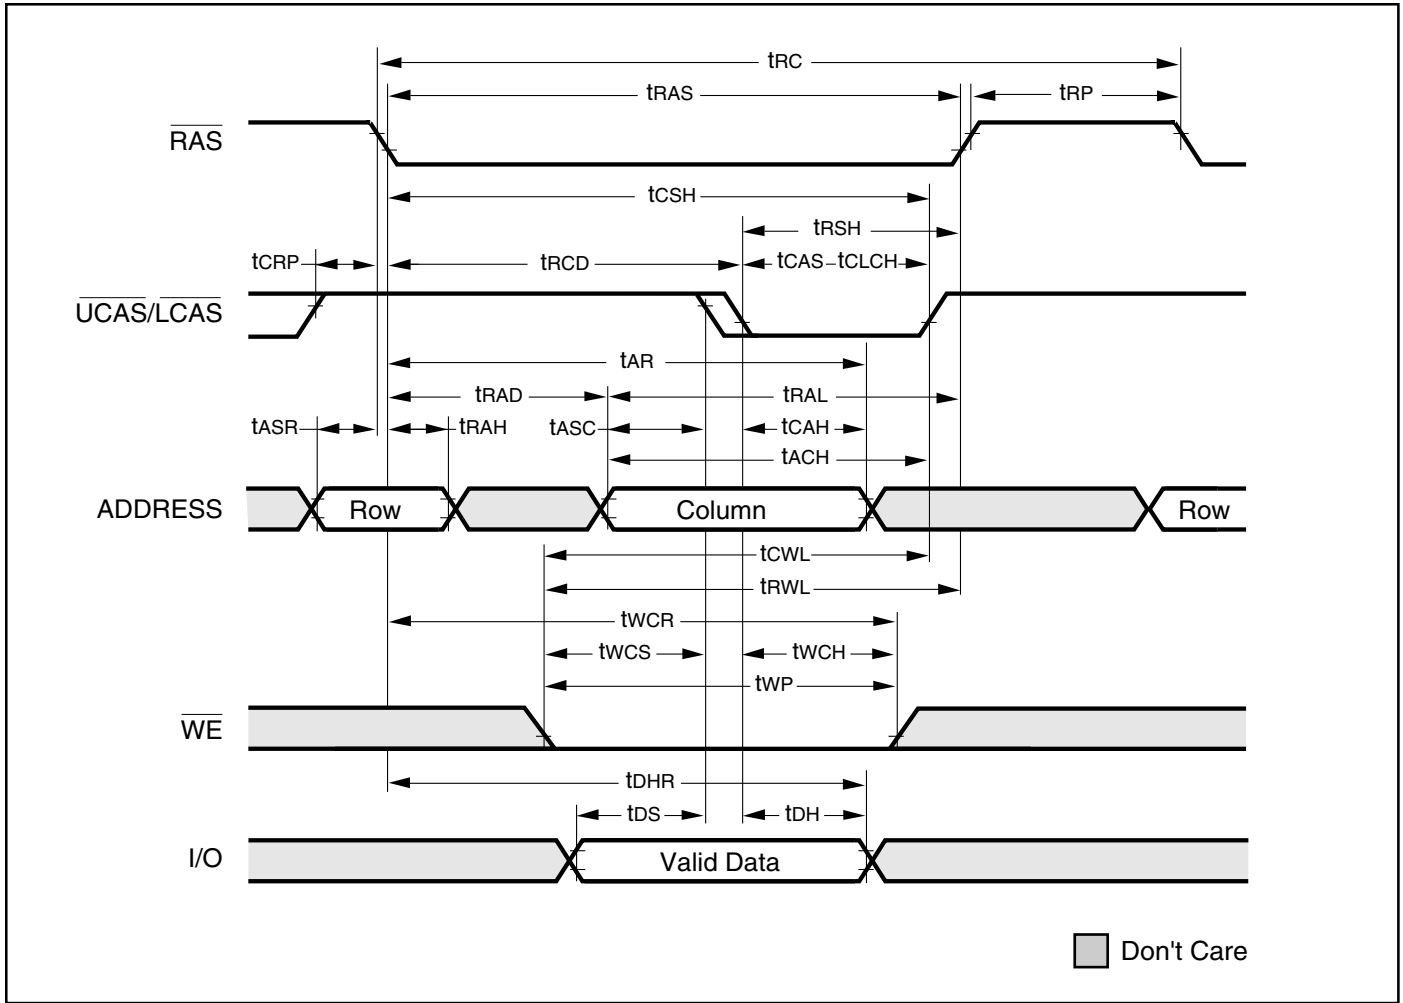 tRC
tRAS
tRP
RAS
tCSH
tRSH
tCRP
tRCD
tCAS tCLCH
UCAS/LCAS
tAR
tRAD
tRAL
tASR
tRAH
tASC
tCAH
tACH
ADDRESS
Row
Column
Row
tCWL
tRWL
tWCR
tWCS
tWCH
tWP
WE
tDHR
tDS
tDH
I/O
Valid Data
Don't Care